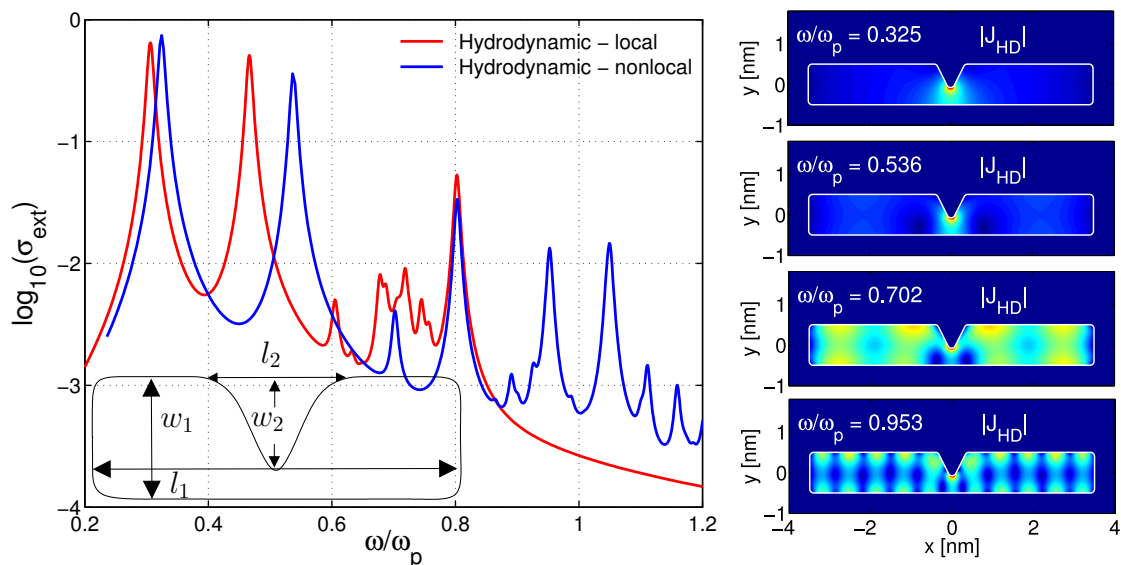 0
−1
−2
−3
−4
log10(σext)
0.2 0.4 0.6 0.8 1 1.2
ω/ωp
Hydrodynamic − local
Hydrodynamic − nonlocal
l2
w1
w2
l1
ω/ωp = 0.325 |JHD|
y [nm]
1
0
−1
ω/ωp = 0.536 |JHD|
y [nm]
1
0
−1
ω/ωp = 0.702 |JHD|
y [nm]
1
0
−1
ω/ωp = 0.953 |JHD|
y [nm]
1
0
−1
−4 −2 0 2 4
x [nm]